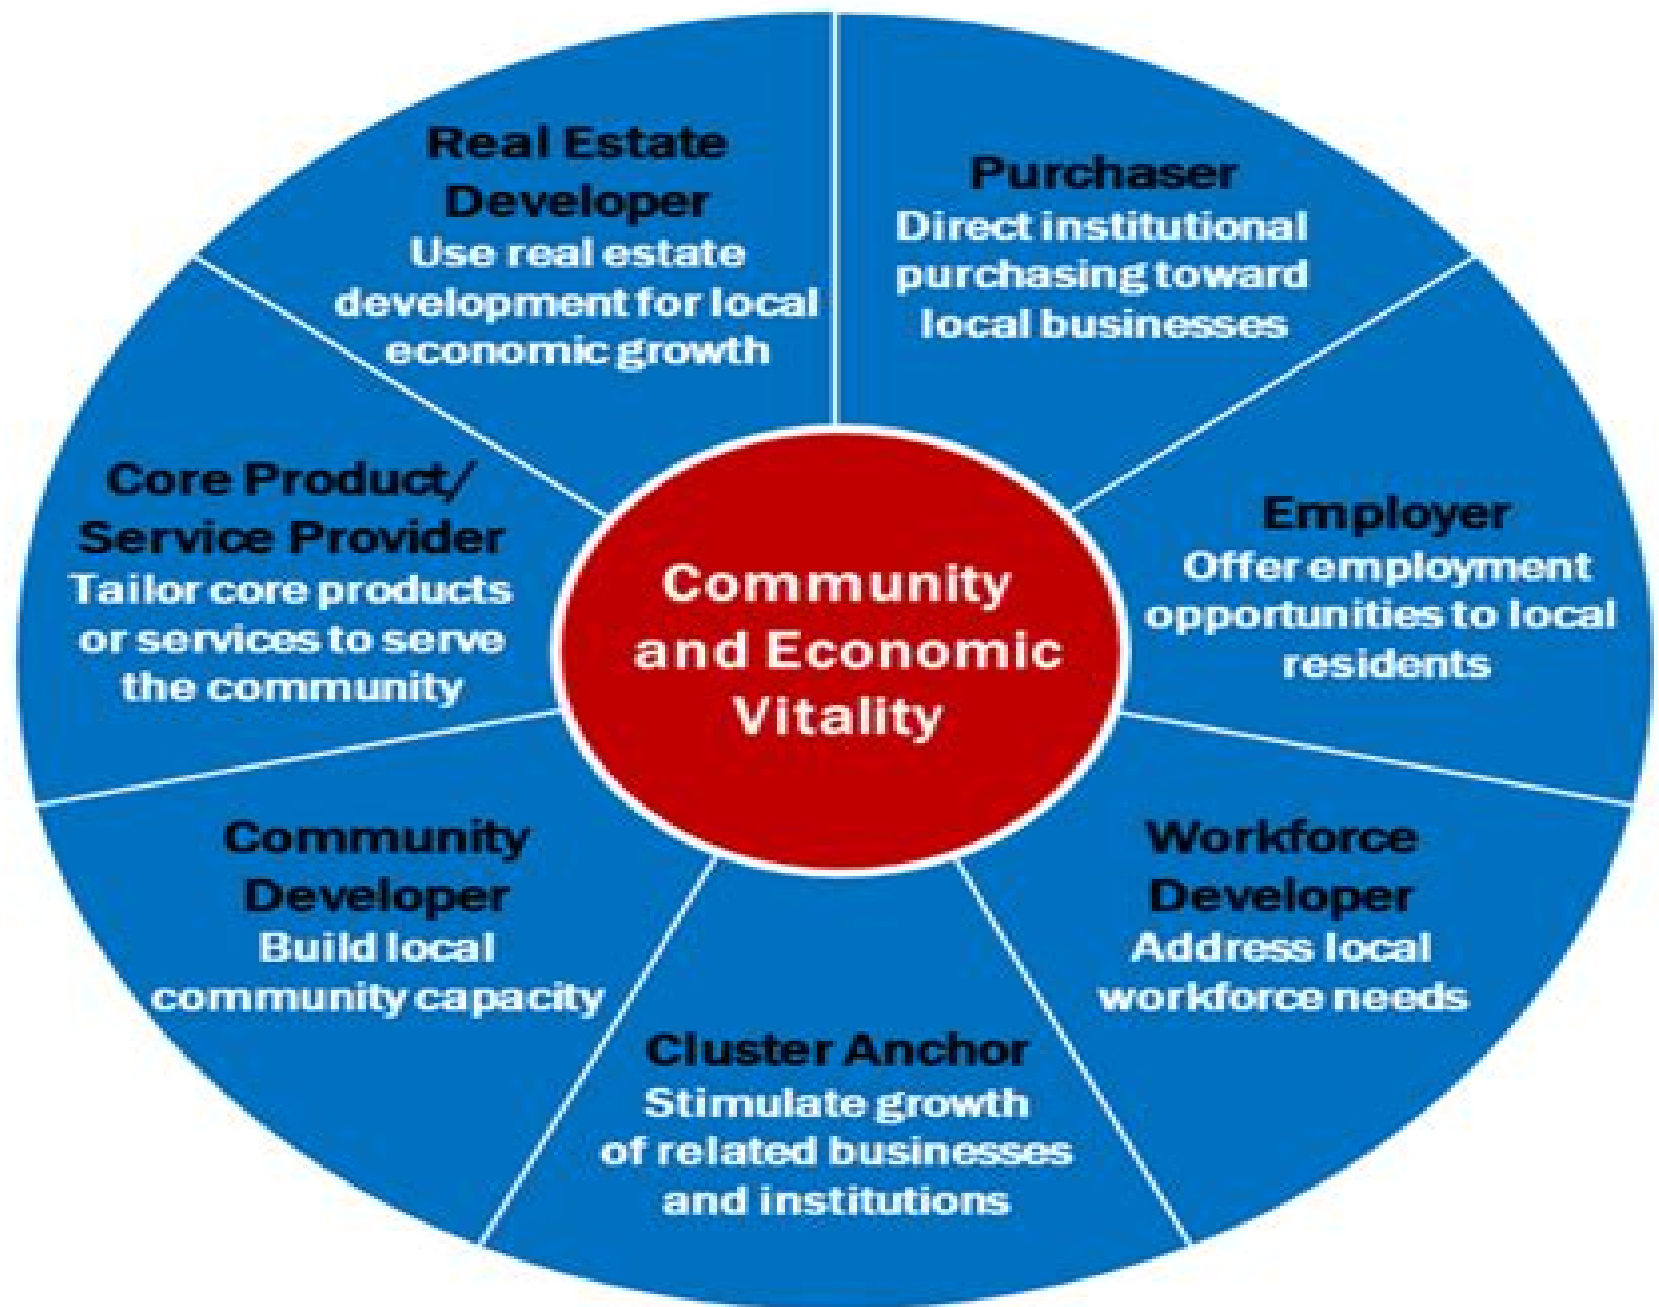 Real Estate
Developer
Use real estate
development for local
economic growth
Purchaser
Direct institutional
purchasing toward
local businesses
Employer
Offer employment
opportunities to local
residents
Workforce
Developer
Address local
workforce needs
Cluster Anchor
Stimulate growth
of related businesses
and institutions
Community
Developer
Build local
community capacity
Core Product/
Service Provider
Tailor core products
or services to serve
the community
Community
and Economic
Vitality